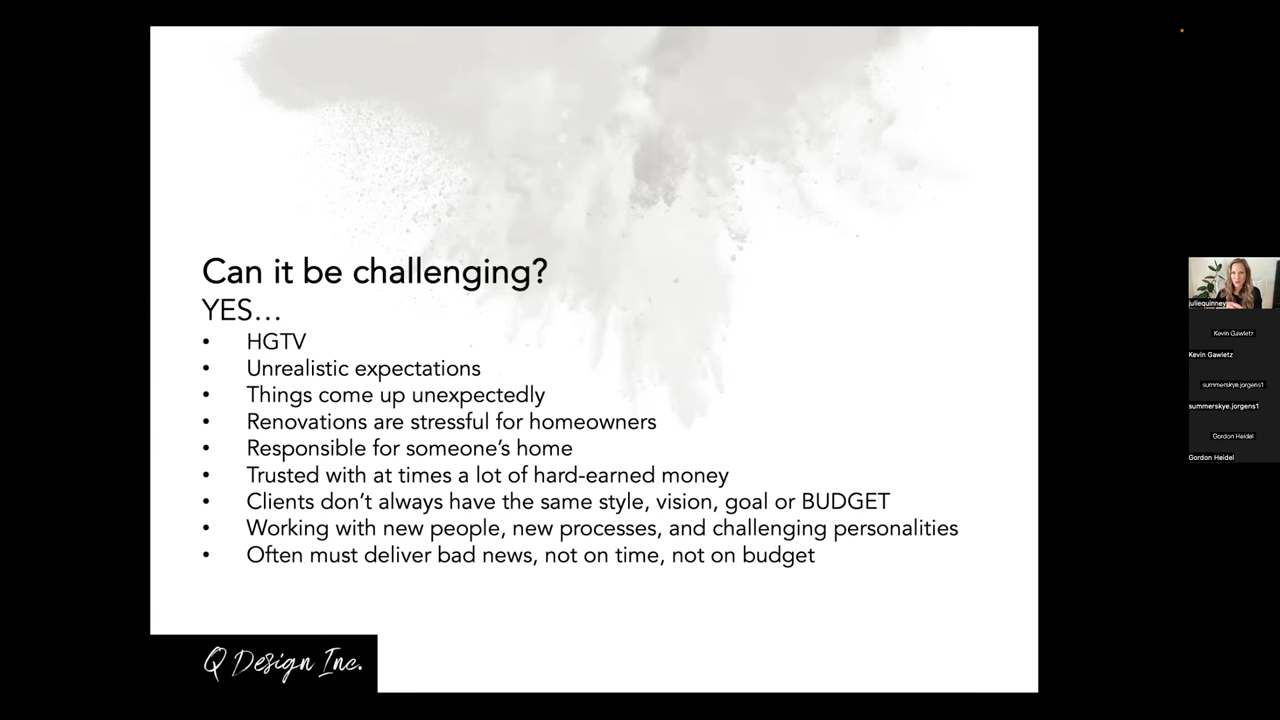 Can it be challenging?
YES…
• HGTV
• Unrealistic expectations
• Things come up unexpectedly
• Renovations are stressful for homeowners
• Responsible for someone’s home
• Trusted with at times a lot of hard-earned money
• Clients don’t always have the same style, vision, goal or BUDGET
• Working with new people, new processes, and challenging personalities
• Often must deliver bad news, not on time, not on budget
Q Design Inc.
juliequinney
Kevin Gawletz
Kevin Gawletz
summerskye.jorgens1
summerskye.jorgens1
Gordon Heidel
Gordon Heidel